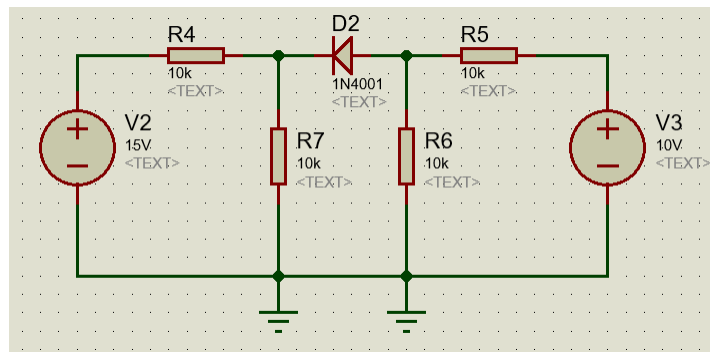 R4
10k
<TEXT>
D2
1N4001
<TEXT>
R5
10k
<TEXT>
V2
15V
<TEXT>
R7
10k
<TEXT>
R6
10k
<TEXT>
V3
10V
<TEXT>